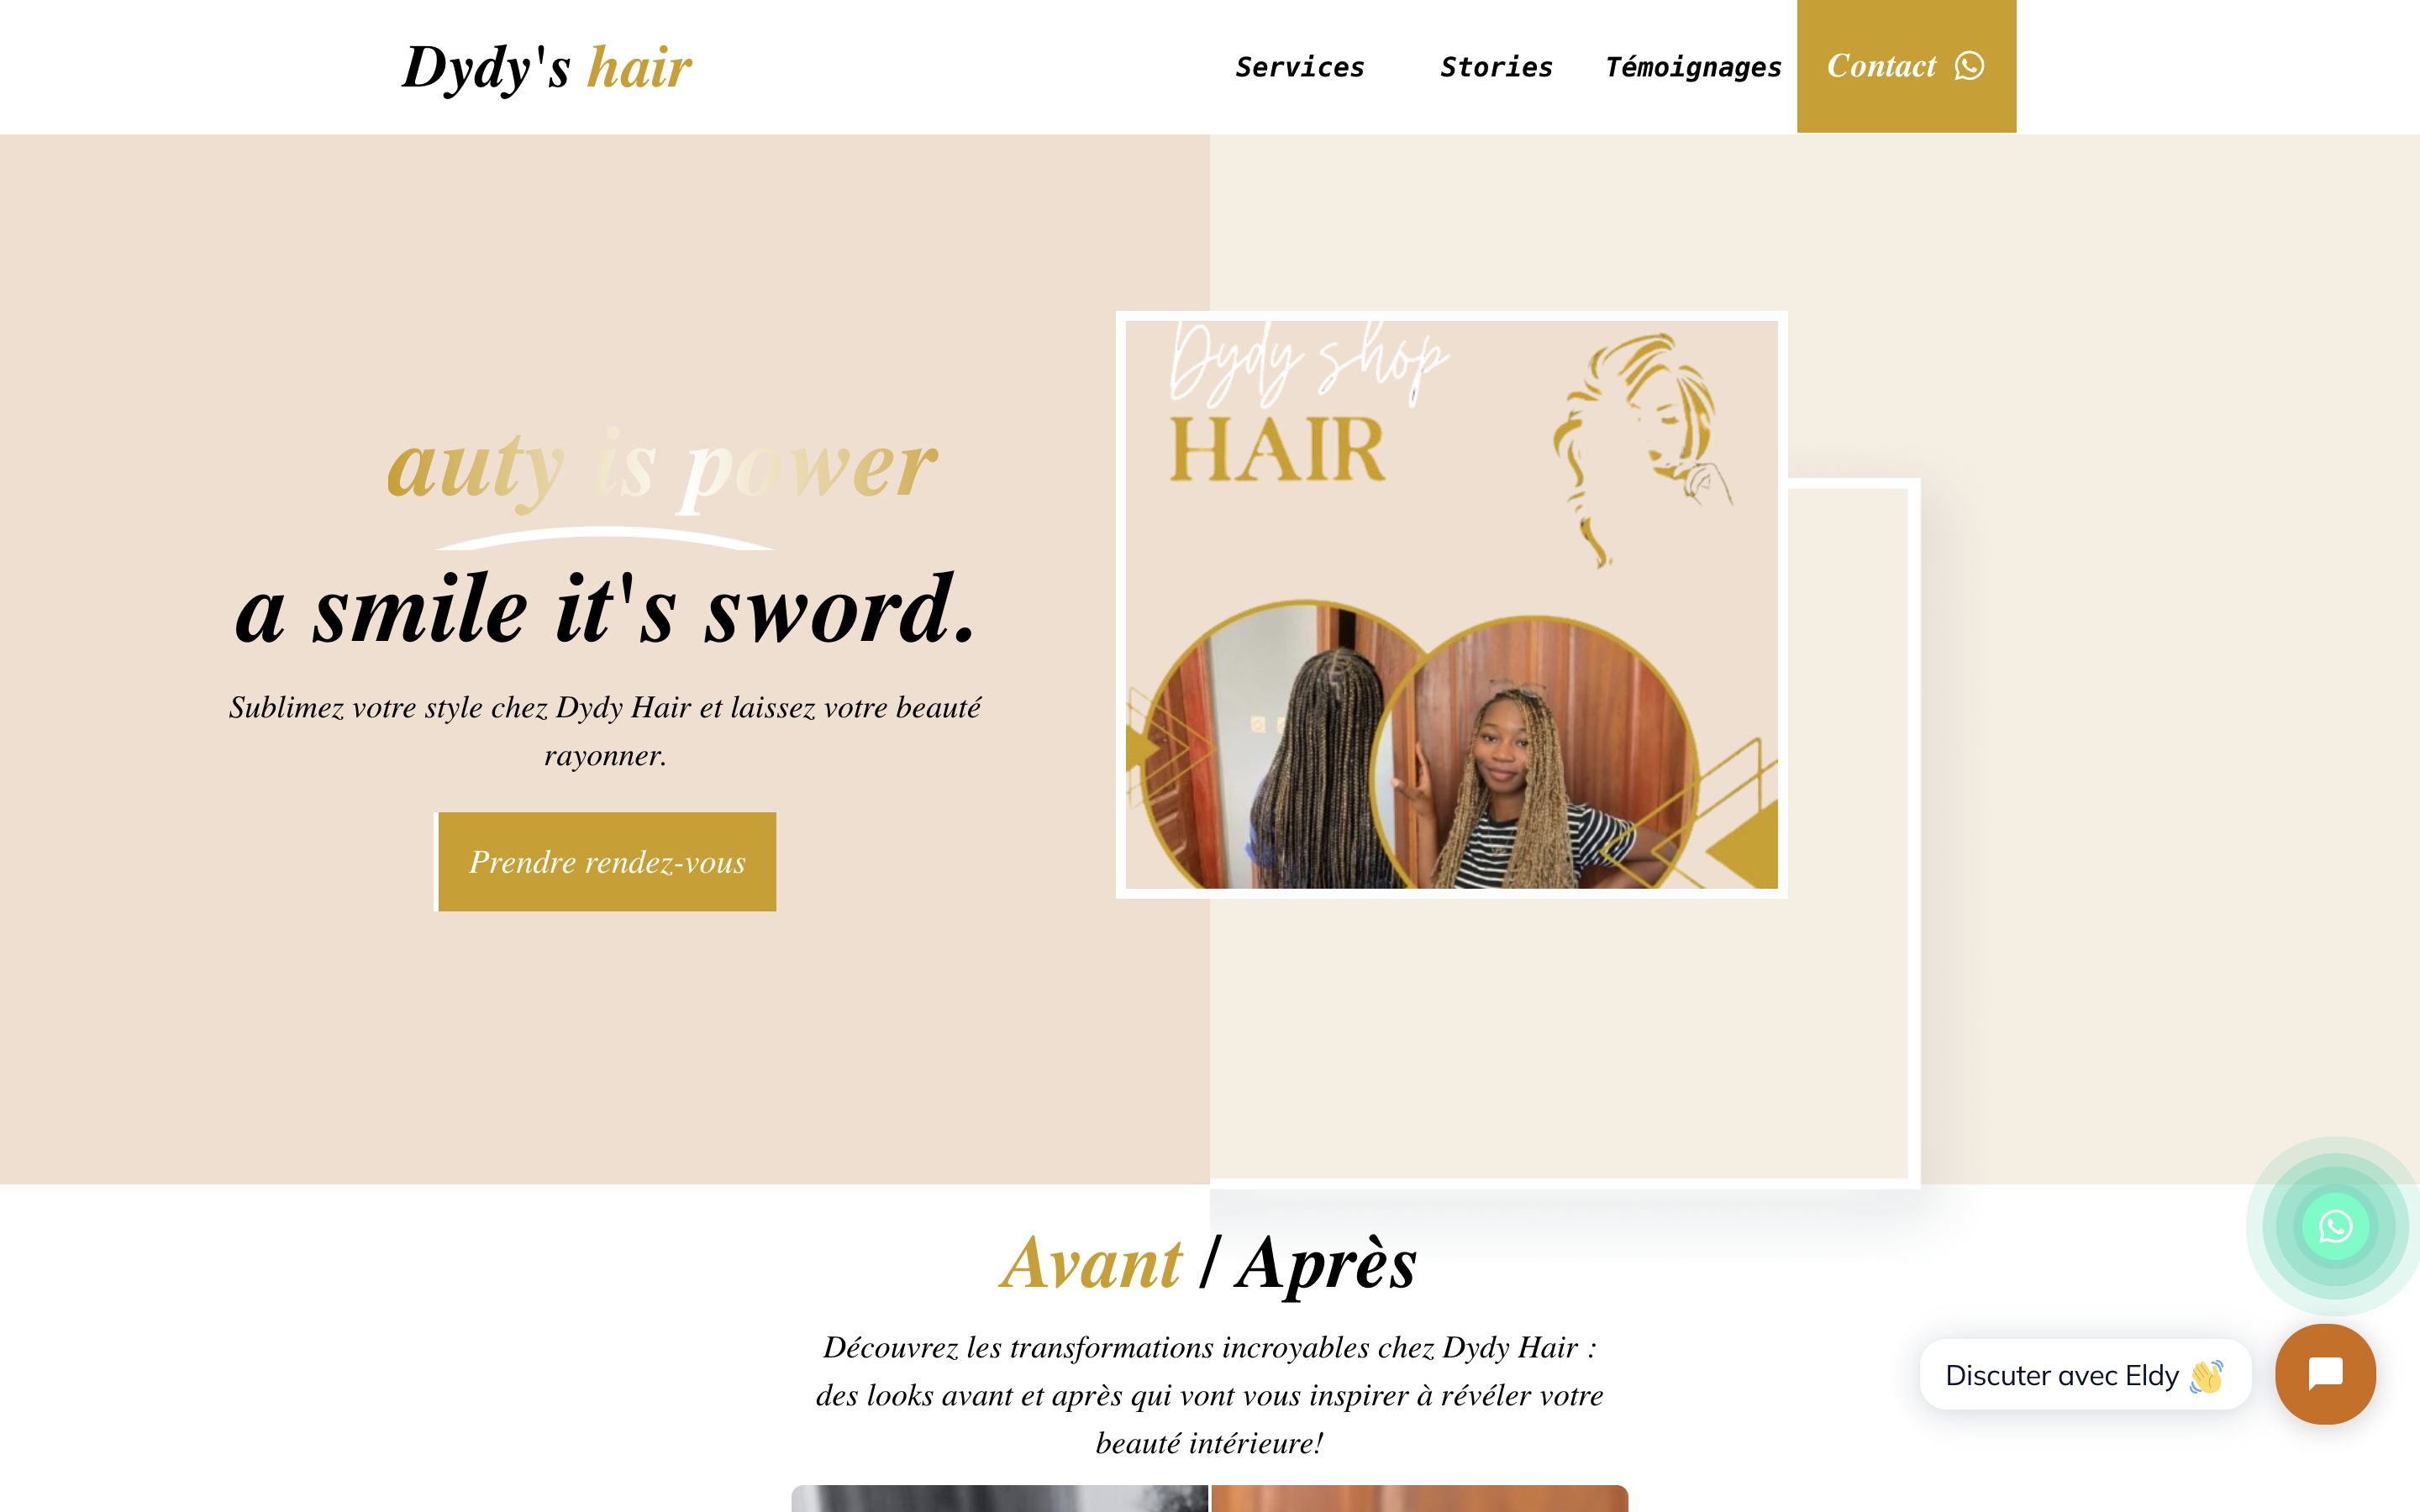 Dydy's hair
Services
Stories
Témoignages
Contact
auty is power
a smile it's sword.
Sublimez votre style chez Dydy Hair et laissez votre beauté
rayonner.
Prendre rendez-vous
Dydy shop
HAIR
Avant / Après
Découvrez les transformations incroyables chez Dydy Hair :
des looks avant et après qui vont vous inspirer à révéler votre
beauté intérieure!
Discuter avec Eldy 👋